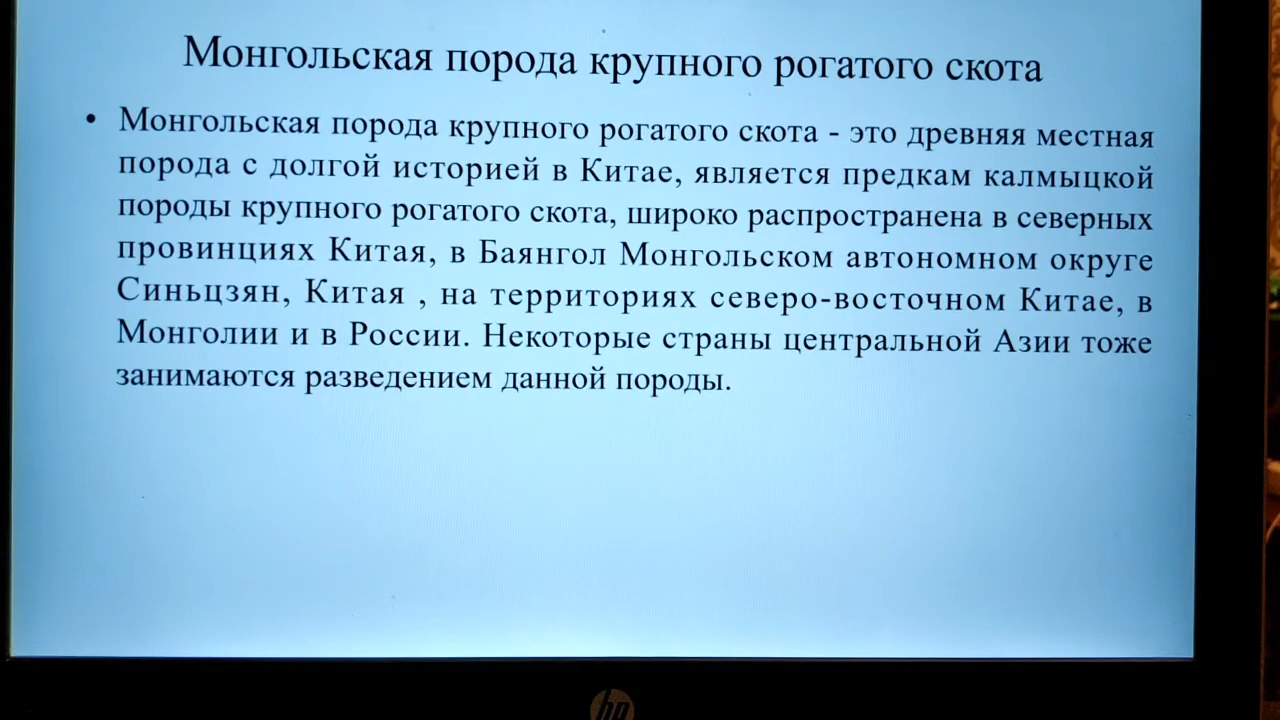 Монгольская порода крупного рогатого скота
• Монгольская порода крупного рогатого скота - это древняя местная
порода с долгой историей в Китае, является предкам калмыцкой
породы крупного рогатого скота, широко распространена в северных
провинциях Китая, в Баянгол Монгольском автономном округе
Синьцзян, Китая , на территориях северо-восточном Китае, в
Монголии и в России. Некоторые страны центральной Азии тоже
занимаются разведением данной породы.
hp